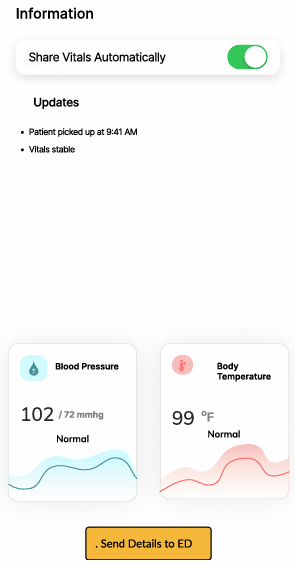 Information
Share Vitals Automatically
Updates
• Patient picked up at 9:41 AM
• Vitals stable
Blood Pressure
102 / 72 mmhg
Normal
Body
Temperature
99 °F
Normal
. Send Details to ED